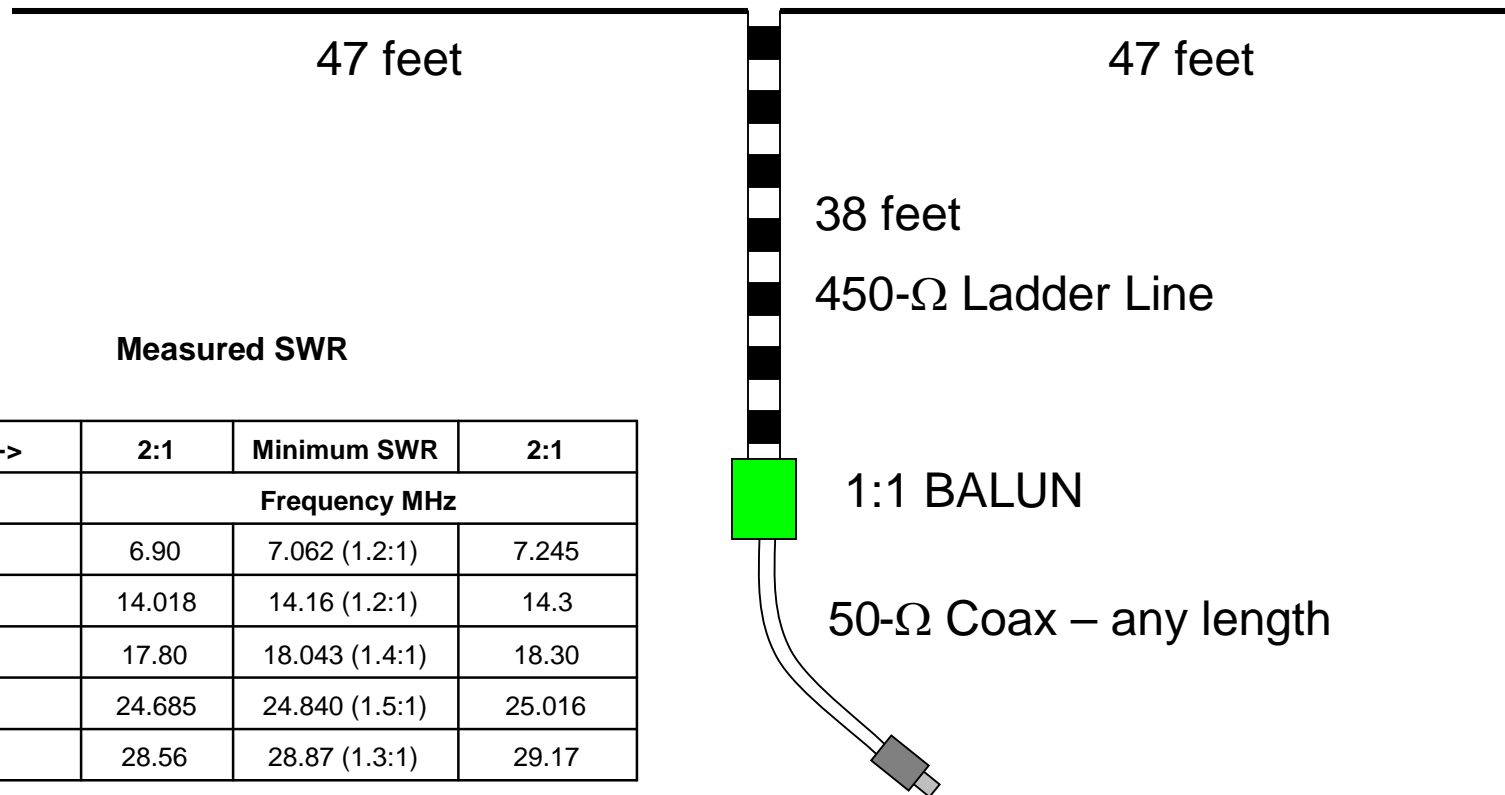 47 feet
47 feet
38 feet
450-Ω Ladder Line
Measured SWR
-> 2:1 Minimum SWR 2:1
Frequency MHz
6.90 7.062 (1.2:1) 7.245
14.018 14.16 (1.2:1) 14.3
17.80 18.043 (1.4:1) 18.30
24.685 24.840 (1.5:1) 25.016
28.56 28.87 (1.3:1) 29.17
1:1 BALUN
50-Ω Coax – any length